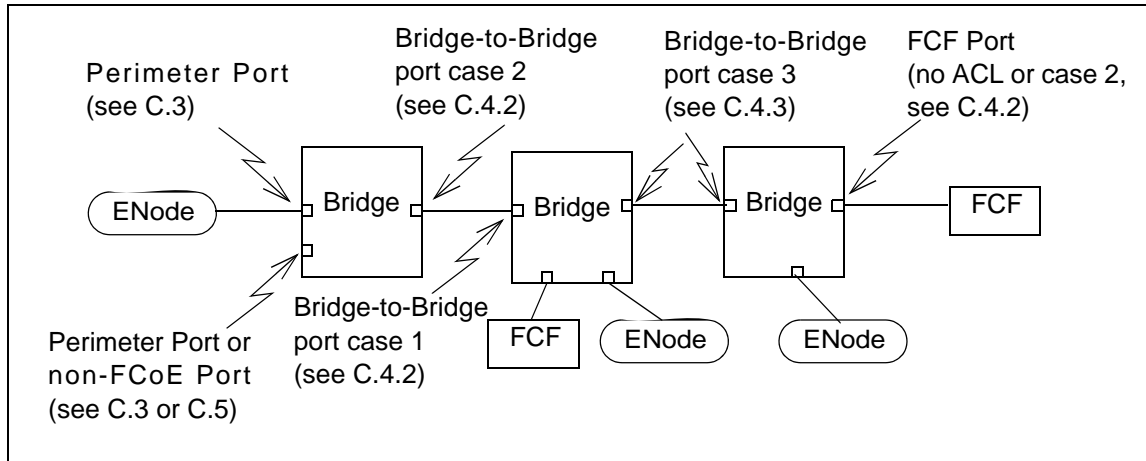 Perimeter Port
(see C.3)
Bridge-to-Bridge
port case 2
(see C.4.2)
Bridge-to-Bridge
port case 3
(see C.4.3)
FCF Port
(no ACL or case 2,
see C.4.2)
ENode
Bridge
Bridge
Bridge
FCF
Perimeter Port or
non-FCoE Port
(see C.3 or C.5)
Bridge-to-Bridge
port case 1
(see C.4.2)
FCF
ENode
ENode